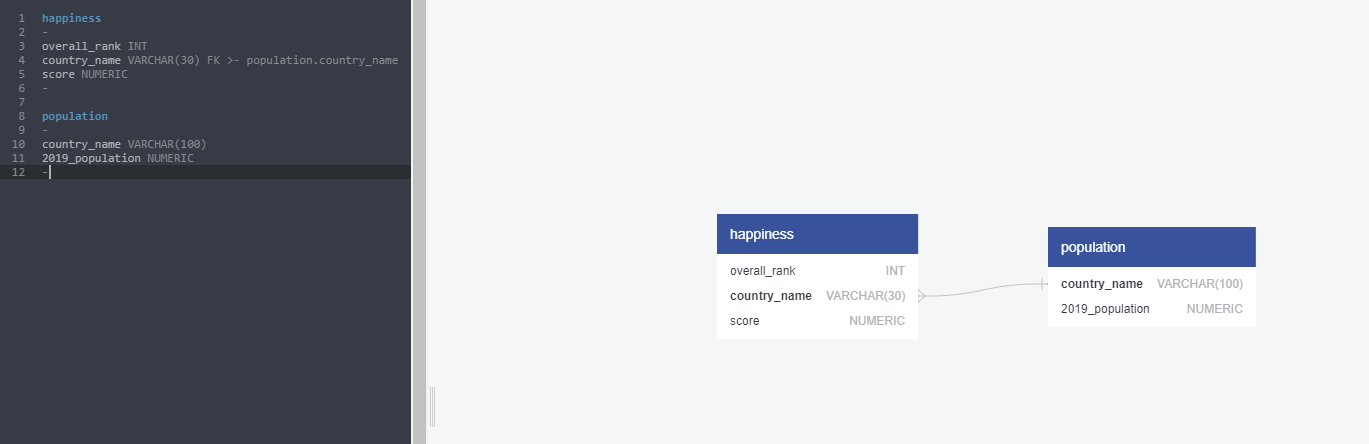 1 happiness
2 -
3 overall_rank INT
4 country_name VARCHAR(30) FK >- population.country_name
5 score NUMERIC
6 -
7
8 population
9 -
10 country_name VARCHAR(100)
11 2019_population NUMERIC
12 -
happiness
overall_rank INT
country_name VARCHAR(30)
score NUMERIC
population
country_name VARCHAR(100)
2019_population NUMERIC